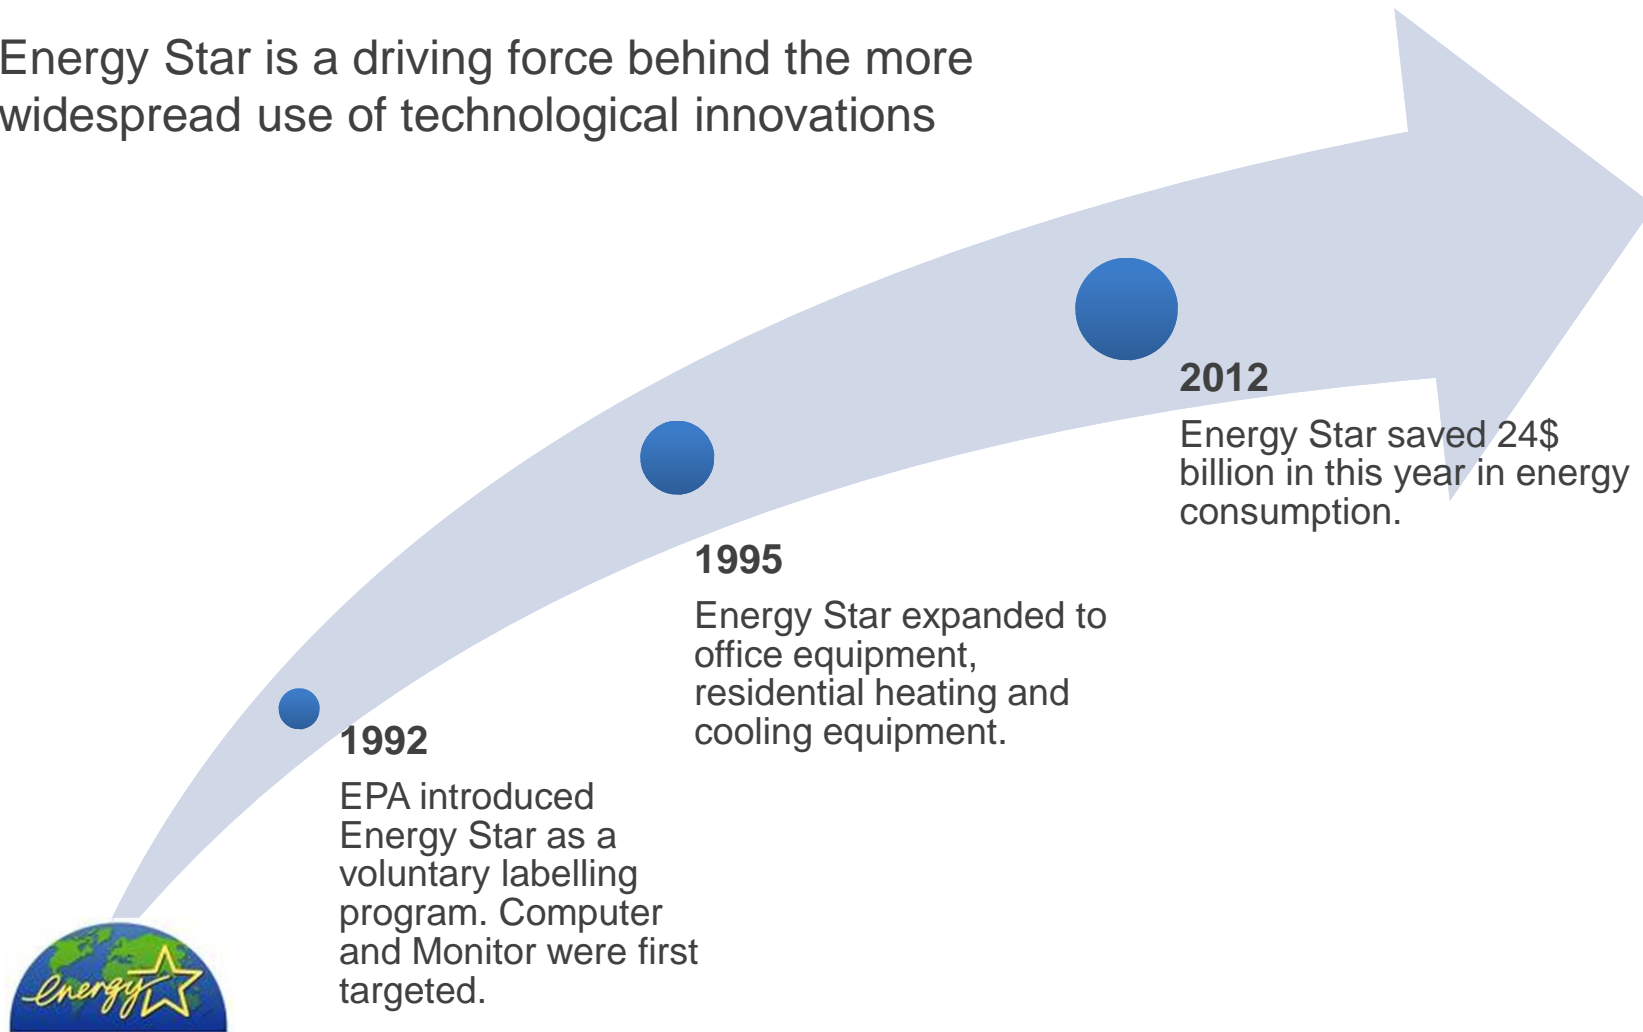 Energy Star is a driving force behind the more
widespread use of technological innovations
2012
Energy Star saved 24$
billion in this year in energy
consumption.
1995
Energy Star expanded to
office equipment,
residential heating and
cooling equipment.
1992
EPA introduced
Energy Star as a
voluntary labelling
program. Computer
and Monitor were first
targeted.
energy